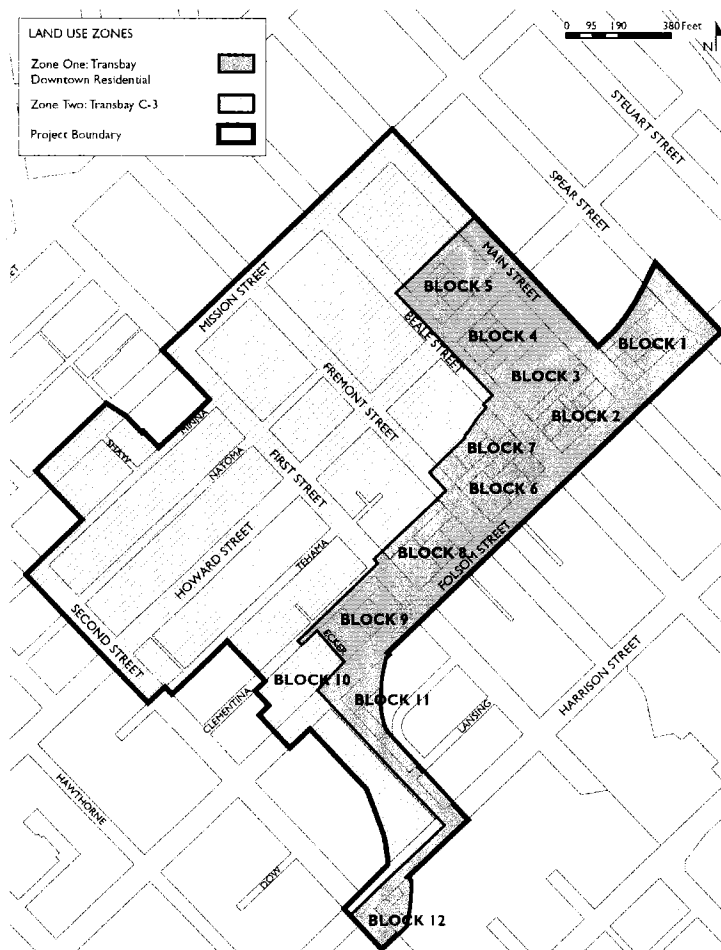 LAND USE ZONES
Zone One: Transbay
Downtown Residential
Zone Two: Transbay C-3
Project Boundary
0 95 190 380 Feet
N
STEUART STREET
SPEAR STREET
MAIN STREET
MISSION STREET
BEALE STREET
FREMONT STREET
FIRST STREET
BLOCK 5
BLOCK 4
BLOCK 3
BLOCK 1
BLOCK 2
BLOCK 7
BLOCK 6
BLOCK 8
FOLSOM STREET
MINNA
SHAW
NATOMA
HOWARD STREET
TEHAMA
SECOND STREET
BLOCK 9
ECKER
BLOCK 10
BLOCK 11
CLEMENTINA
LANSING
HARRISON STREET
HAWTHORNE
DOW
BLOCK 12